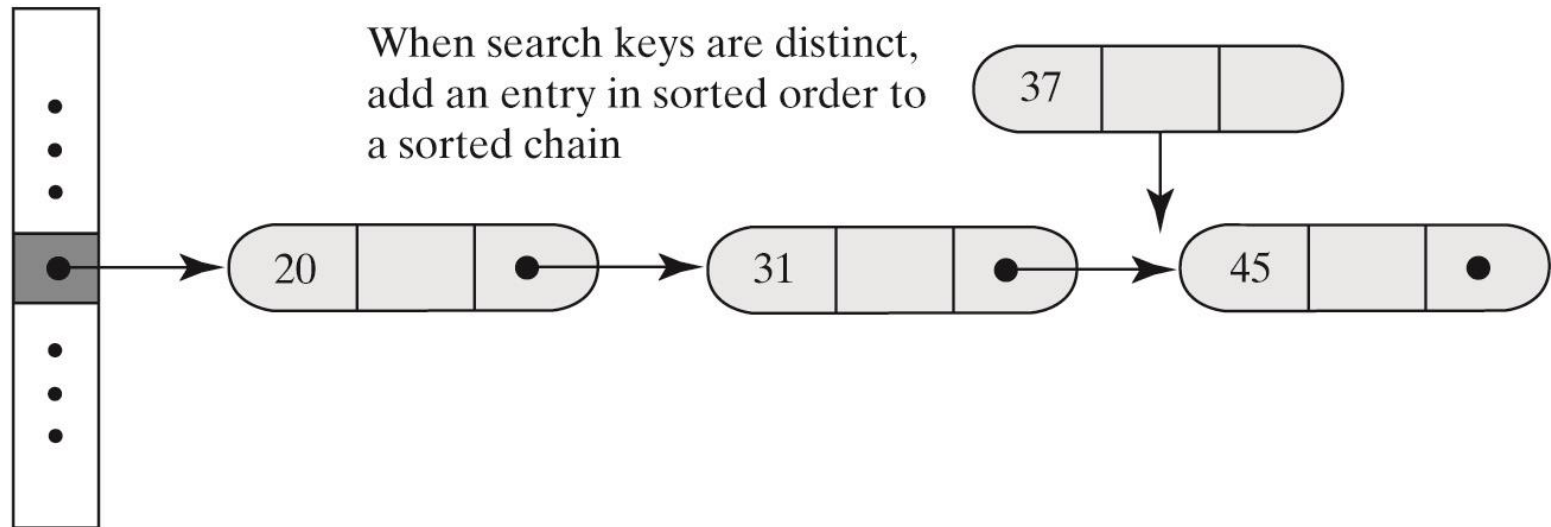 When search keys are distinct,
add an entry in sorted order to
a sorted chain
37
20
31
45